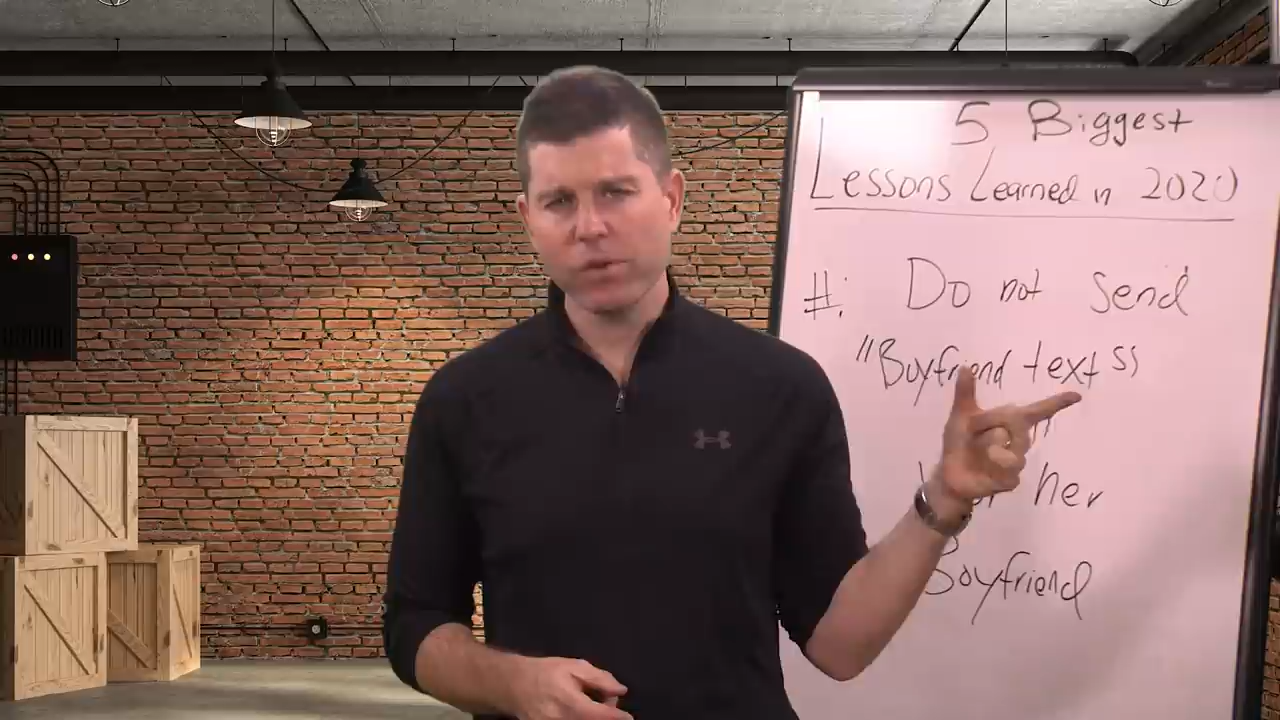 5 Biggest
Lessons Learned in 2020
#: Do not Send
"Boyfriend texts"
her
Boyfriend